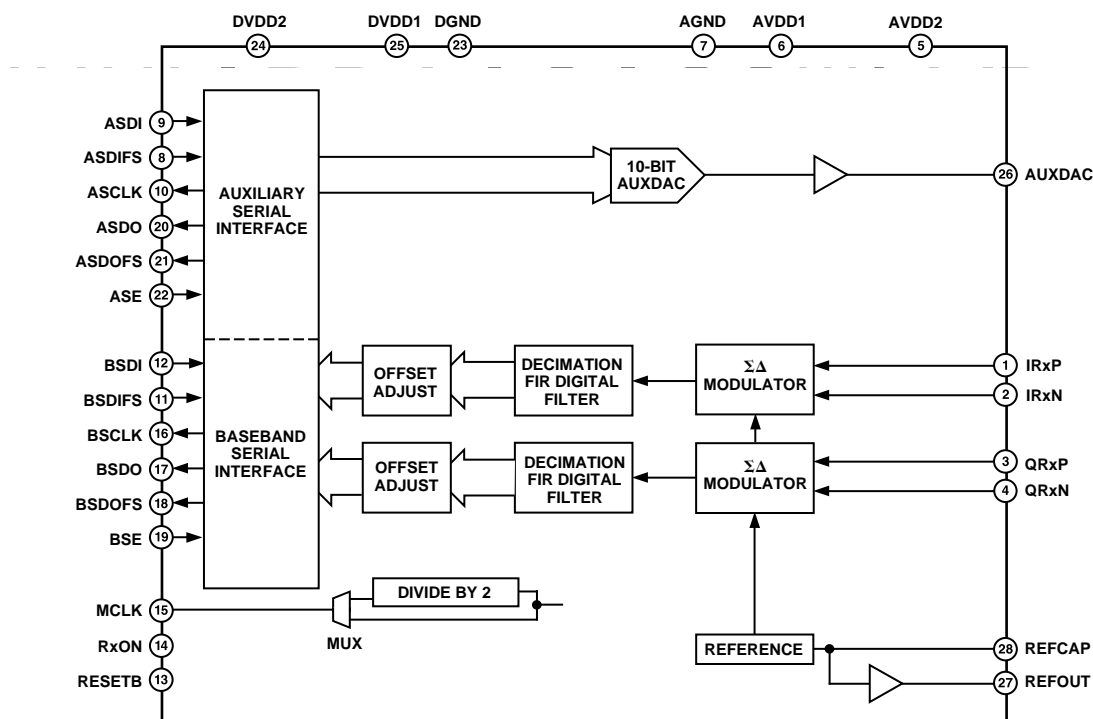 DVDD2 DVDD1 DGND AGND AVDD1 AVDD2
24 25 23 7 6 5
ASDI 9
ASDIFS 8
ASCLK 10
ASDO 20
ASDOFS 21
ASE 22
AUXILIARY
SERIAL
INTERFACE
10-BIT
AUXDAC
26 AUXDAC
BSDI 12
BSDIFS 11
BSCLK 16
BSDO 17
BSDOFS 18
BSE 19
BASEBAND
SERIAL
INTERFACE
OFFSET
ADJUST
DECIMATION
FIR DIGITAL
FILTER
ΣΔ
MODULATOR
1 IRxP
2 IRxN
OFFSET
ADJUST
DECIMATION
FIR DIGITAL
FILTER
ΣΔ
MODULATOR
3 QRxP
4 QRxN
MCLK 15
RxON 14
RESETB 13
DIVIDE BY 2
MUX
REFERENCE
28 REFCAP
27 REFOUT